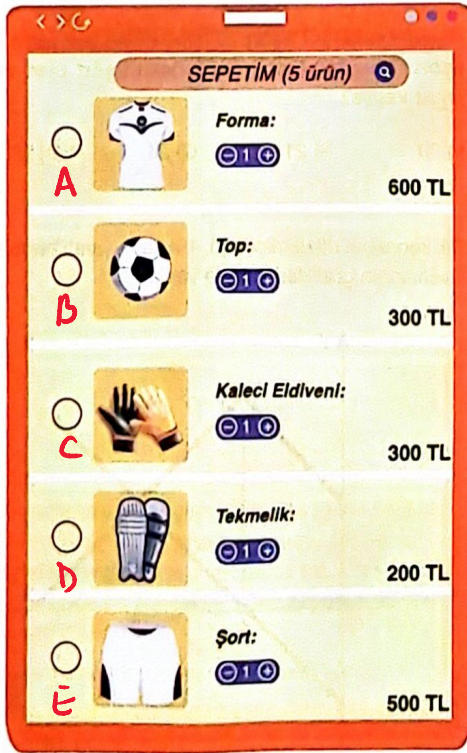 SEPETİM (5 ürün)
Forma:
1
A
600 TL
Top:
1
B
300 TL
Kaleci Eldiveni:
1
C
300 TL
Tekmelik:
1
D
200 TL
Şort:
1
E
500 TL